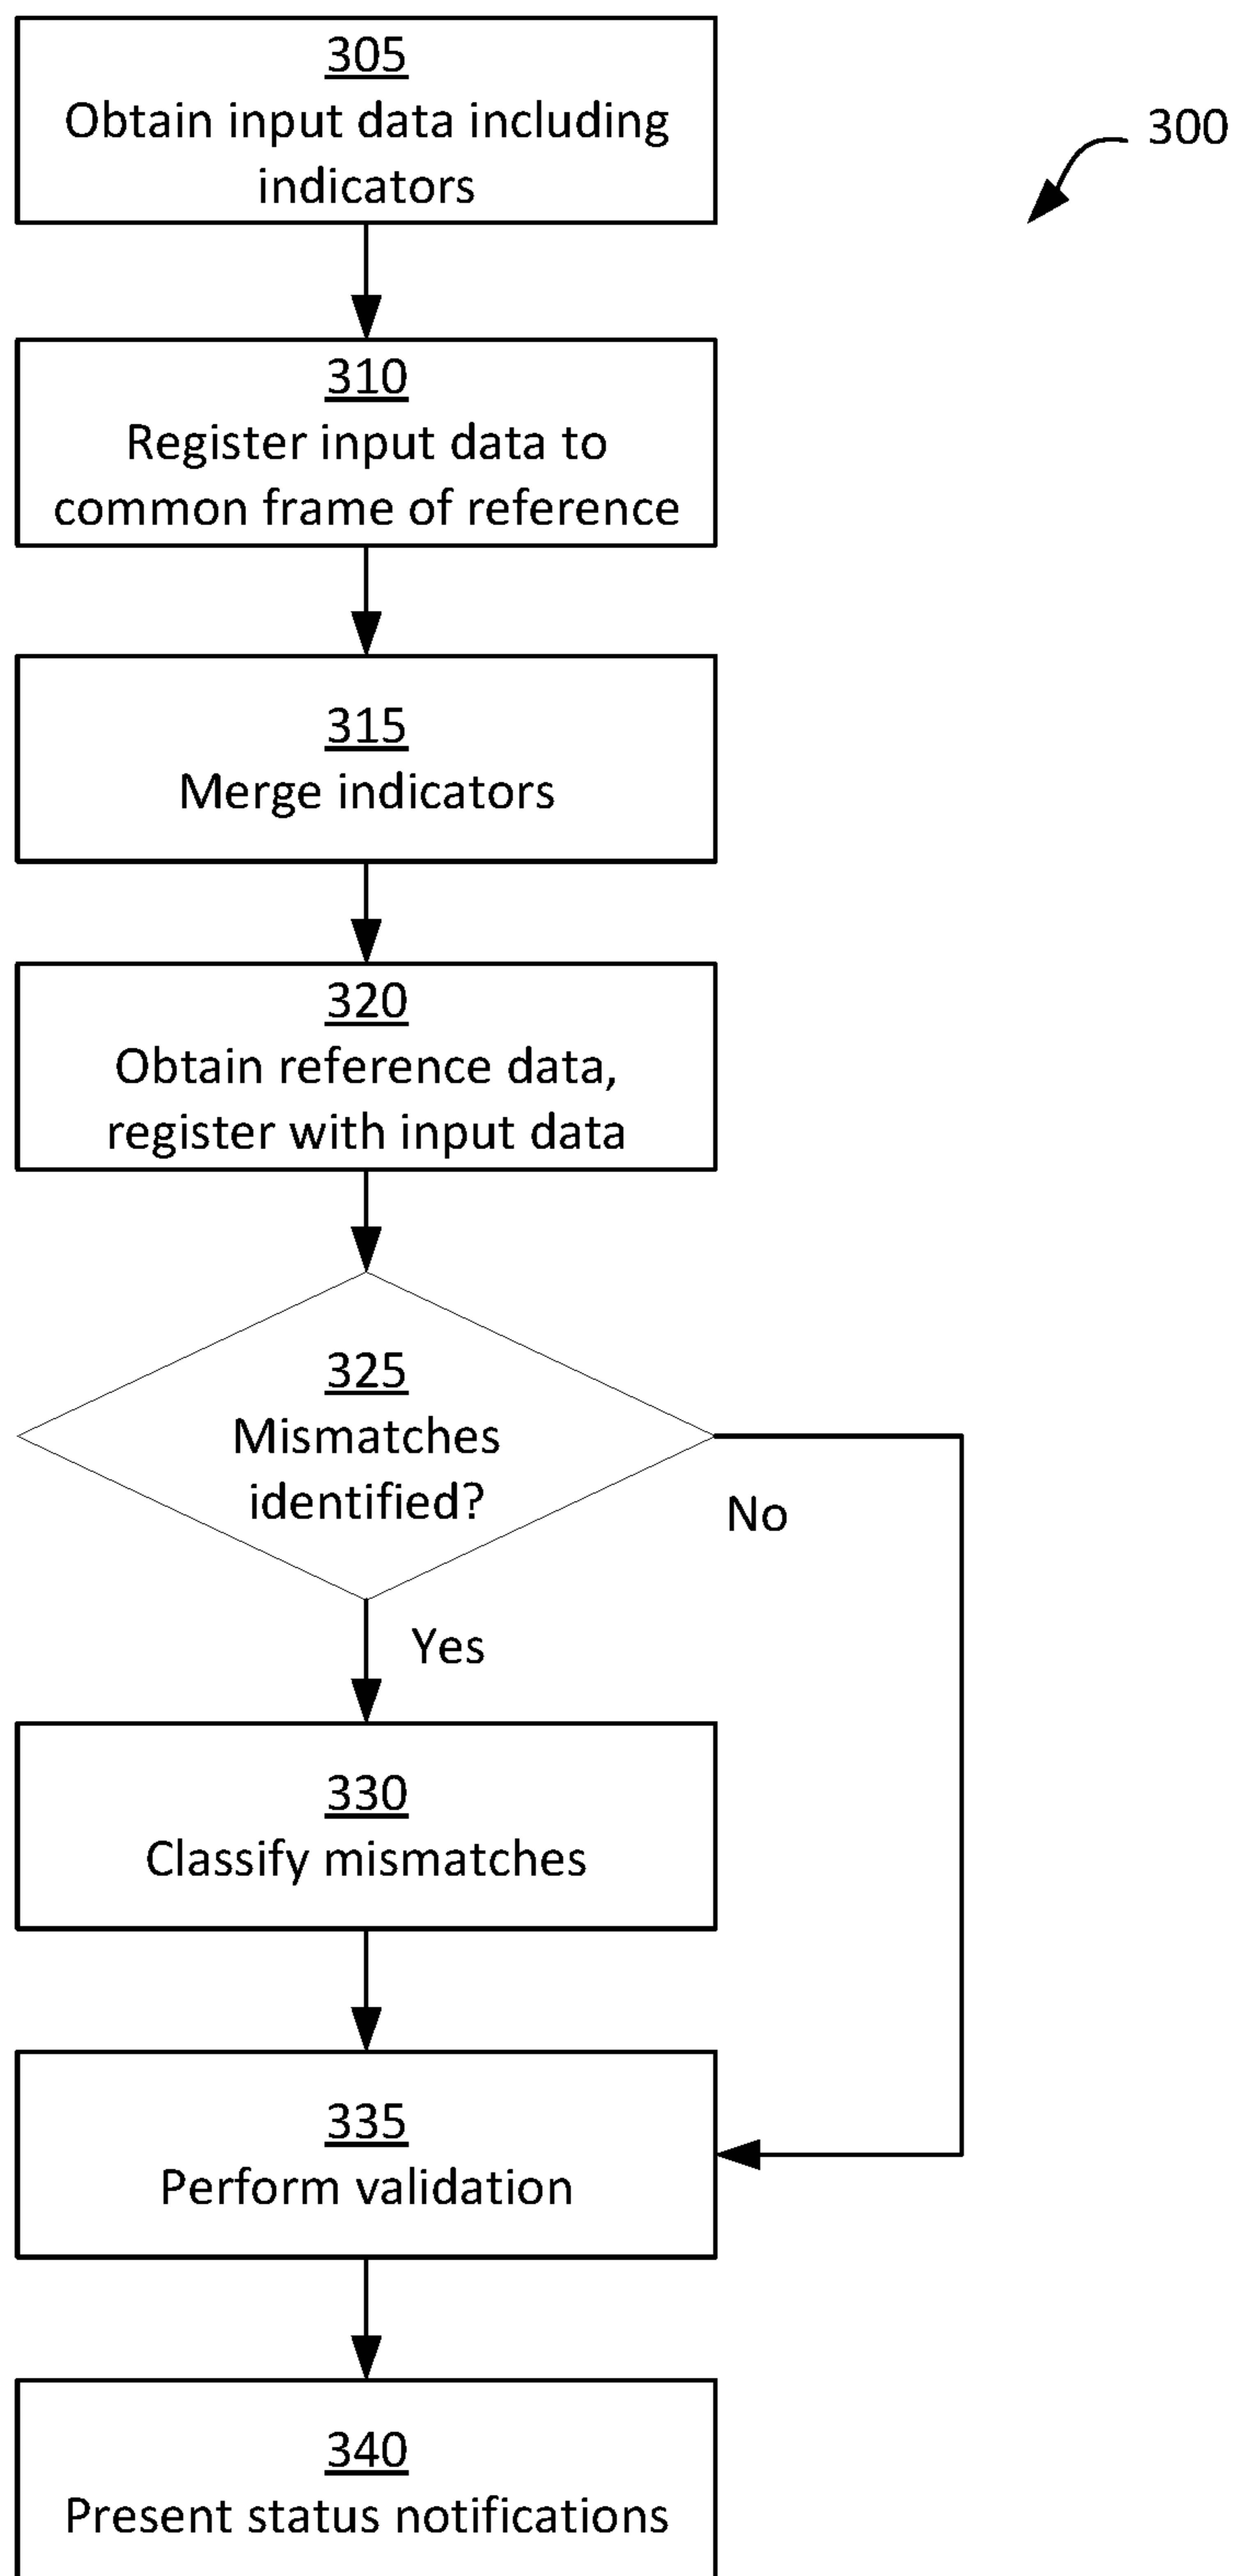 305
Obtain input data including
indicators
300
310
Register input data to
common frame of reference
315
Merge indicators
320
Obtain reference data,
register with input data
325
Mismatches
identified?
No
Yes
330
Classify mismatches
335
Perform validation
340
Present status notifications